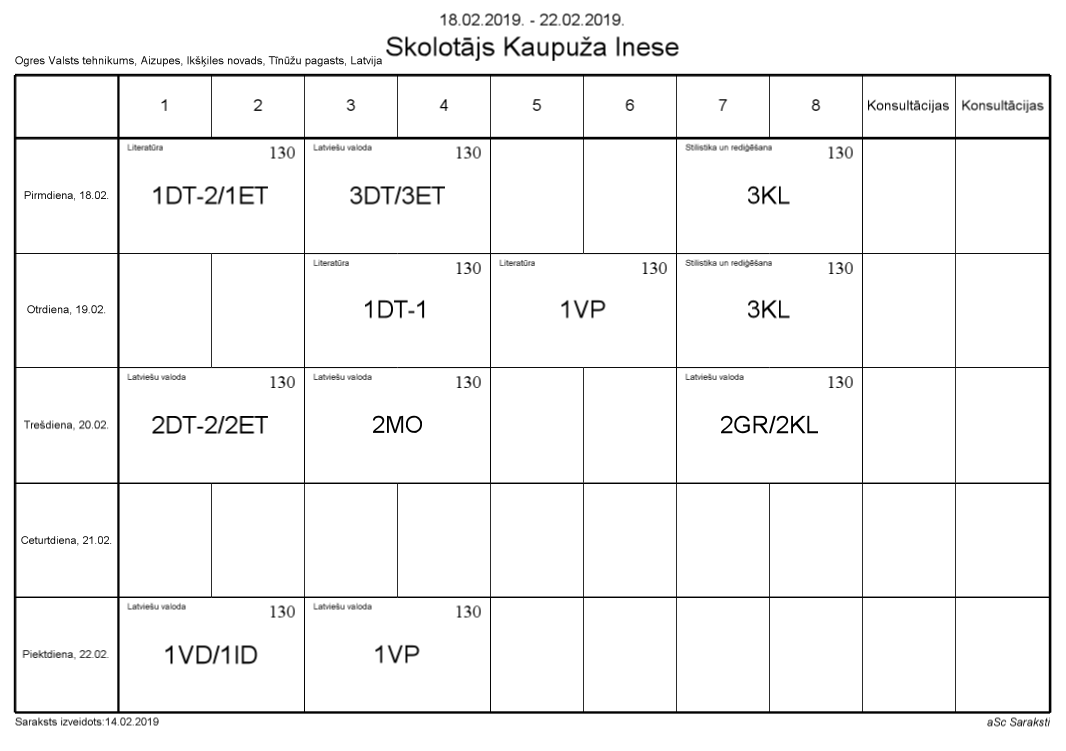 18.02.2019. - 22.02.2019.
Skolotājs Kaupuža Inese
Ogres Valsts tehnikums, Aizupes, Ikšķiles novads, Tīnūžu pagasts, Latvija
1 2 3 4 5 6 7 8 Konsultācijas Konsultācijas
Literatūra 130 Latviešu valoda 130 Stilistika un rediģēšana 130
Pirmdiena, 18.02. 1DT-2/1ET 3DT/3ET 3KL
Literatūra 130 Literatūra 130 Stilistika un rediģēšana 130
Otrdiena, 19.02. 1DT-1 1VP 3KL
Latviešu valoda 130 Latviešu valoda 130 Latviešu valoda 130
Trešdiena, 20.02. 2DT-2/2ET 2MO 2GR/2KL
Ceturtdiena, 21.02.
Latviešu valoda 130 Latviešu valoda 130
Piektdiena, 22.02. 1VD/1ID 1VP
Saraksts izveidots:14.02.2019 aSc Saraksti